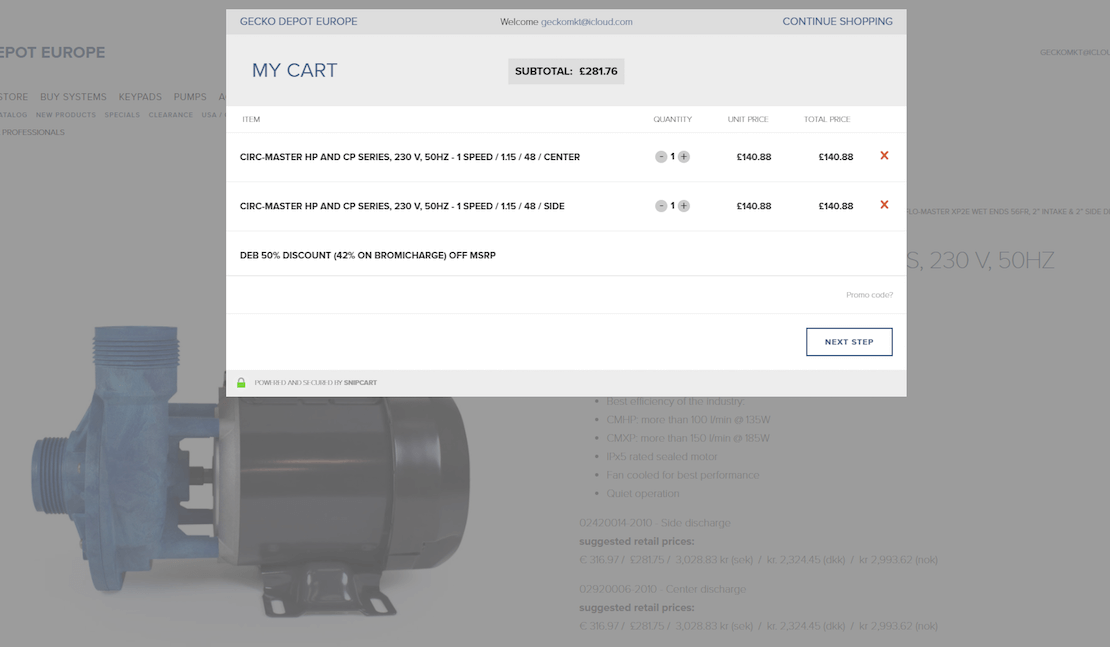 GECKO DEPOT EUROPE
Welcome geckomkt@icloud.com
CONTINUE SHOPPING
EPOT EUROPE
MY CART
SUBTOTAL: £281.76
STORE BUY SYSTEMS KEYPADS PUMPS
ATALOG NEW PRODUCTS SPECIALS CLEARANCE USA /
PROFESSIONALS
ITEM QUANTITY UNIT PRICE TOTAL PRICE
CIRC-MASTER HP AND CP SERIES, 230 V, 50HZ - 1 SPEED / 1.15 / 48 / CENTER - 1 + £140.88 £140.88
CIRC-MASTER HP AND CP SERIES, 230 V, 50HZ - 1 SPEED / 1.15 / 48 / SIDE - 1 + £140.88 £140.88
FLO-MASTER XP2E WET ENDS 56FR, 2" INTAKE & 2" SIDE
DEB 50% DISCOUNT (42% ON BROMICHARGE) OFF MSRP
S, 230 V, 50HZ
Promo code?
NEXT STEP
POWERED AND SECURED BY SNIPCART
Best efficiency of the industry:
CMHP: more than 100 l/min @ 135W
CMXP: more than 150 l/min @ 185W
IPx5 rated sealed motor
Fan cooled for best performance
Quiet operation
02420014-2010 - Side discharge
suggested retail prices:
€ 316.97 / £281.75 / 3,028.83 kr (sek) / kr. 2,324.45 (dkk) / kr 2,993.62 (nok)
02920006-2010 - Center discharge
suggested retail prices:
€ 316.97 / £281.75 / 3,028.83 kr (sek) / kr. 2,324.45 (dkk) / kr 2,993.62 (nok)